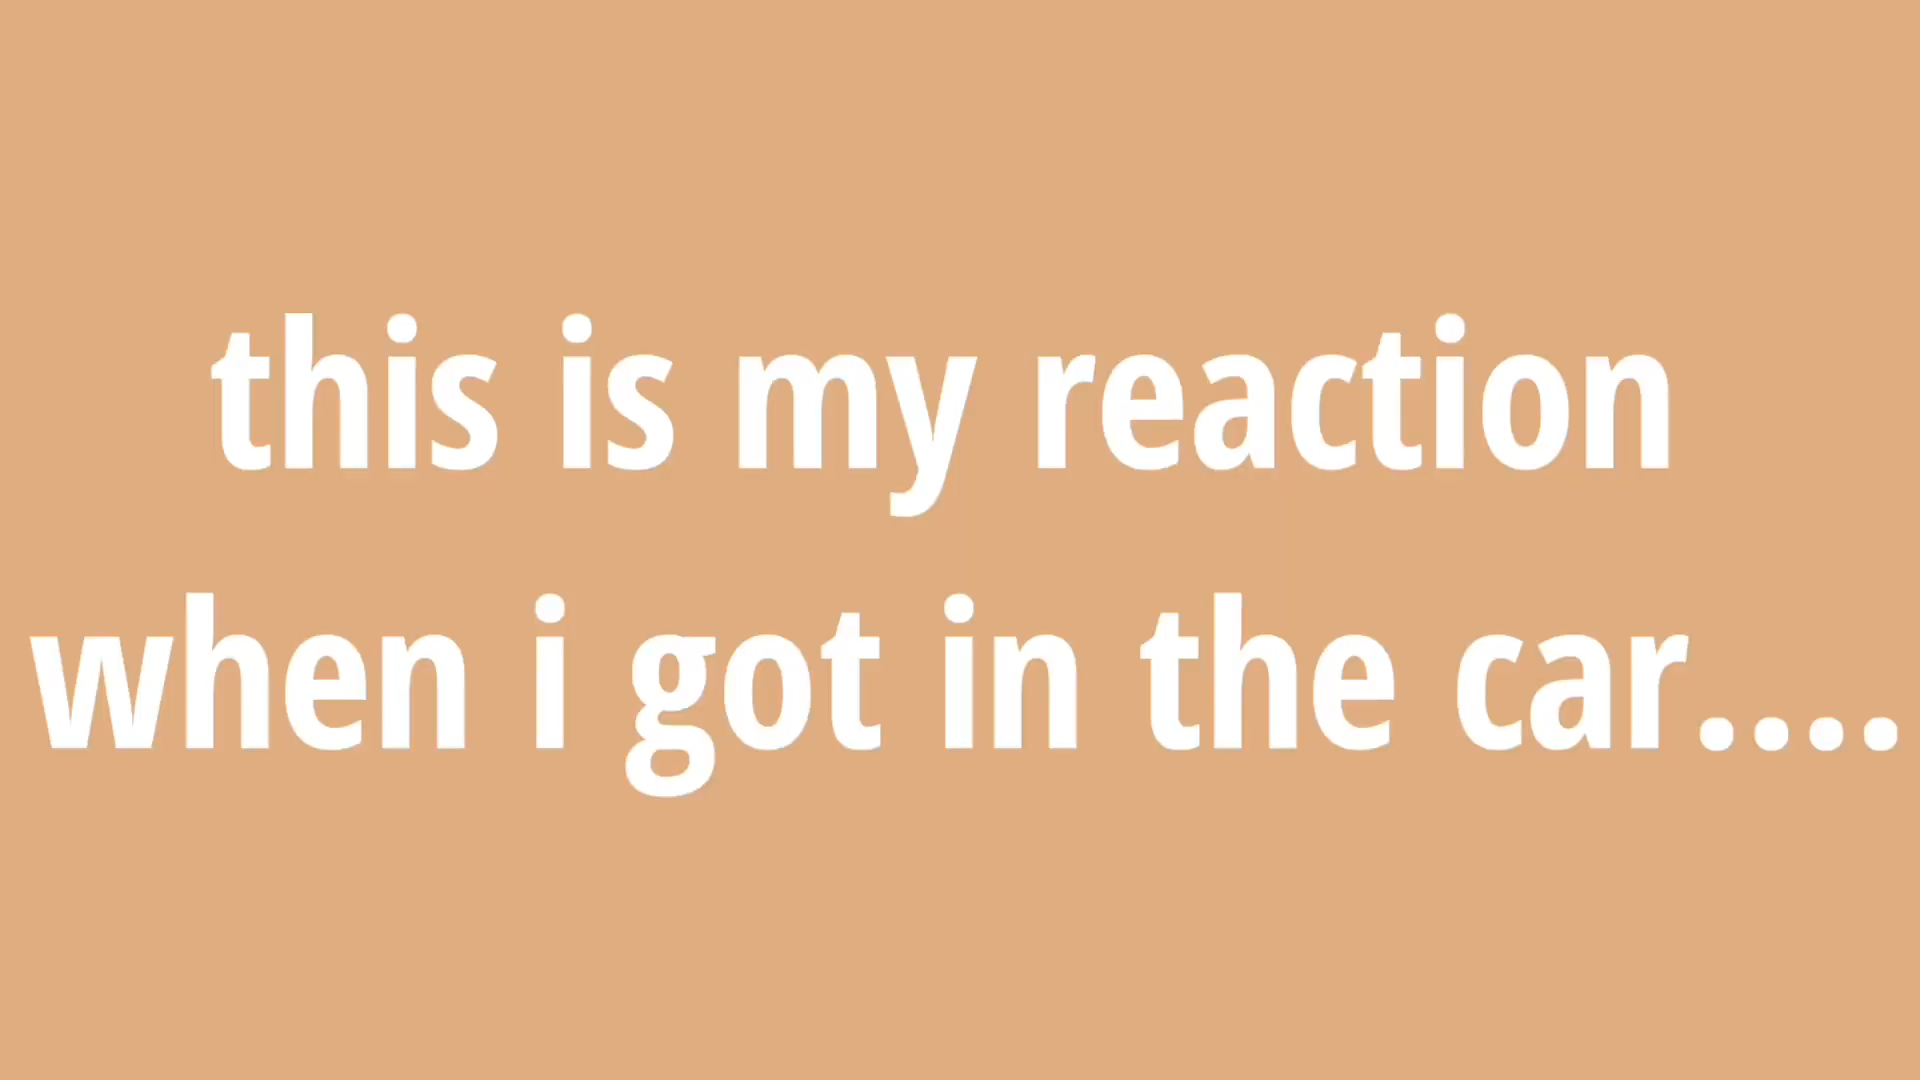 this is my reaction
when i got in the car....